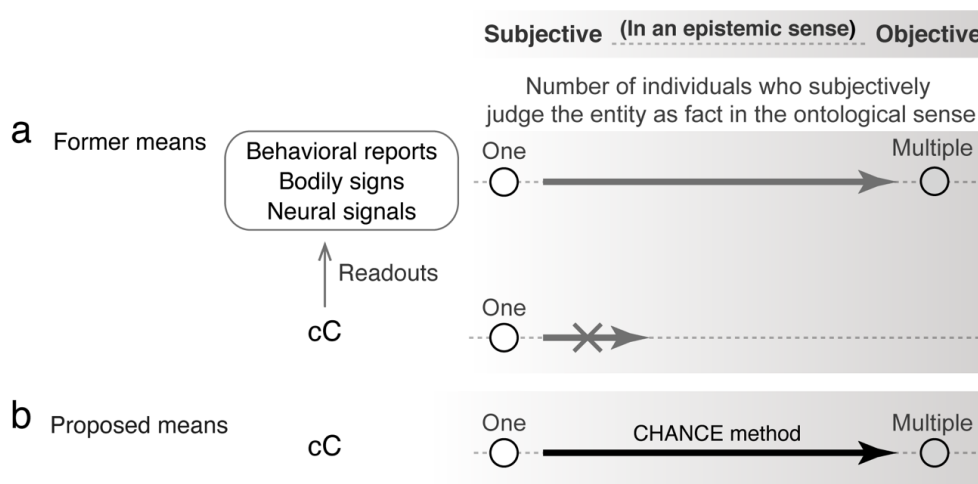 Subjective (In an epistemic sense) Objective
Number of individuals who subjectively
judge the entity as fact in the ontological sense
a Former means
Behavioral reports
Bodily signs
Neural signals
One
Multiple
Readouts
cC
One
b Proposed means
cC
One
CHANCE method
Multiple